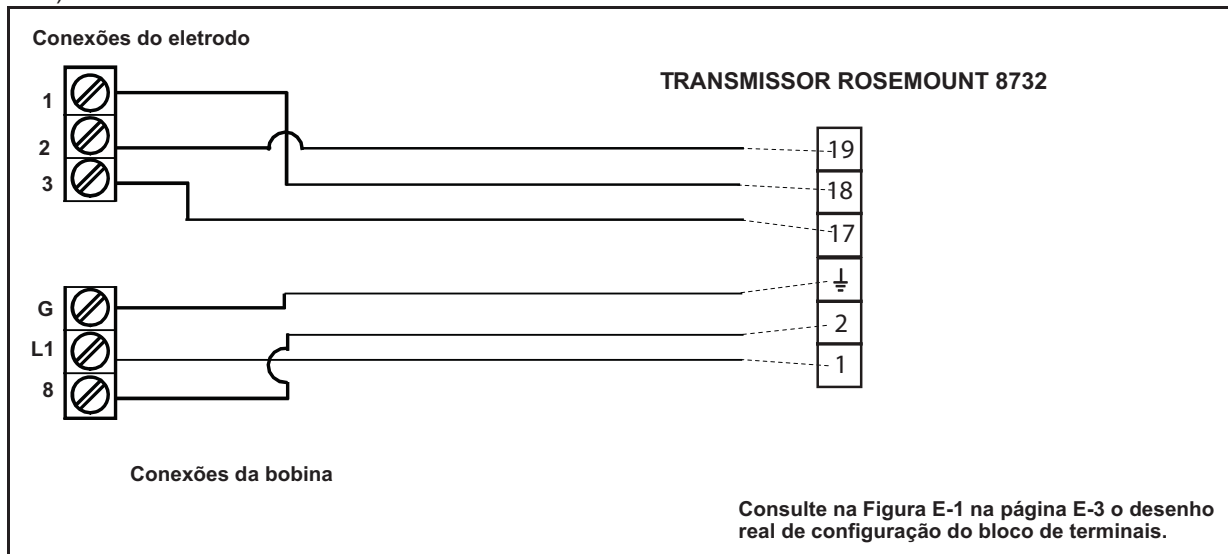 Conexões do eletrodo
TRANSMISSOR ROSEMOUNT 8732
1
2
3
19
18
17
G
L1
8
2
1
Conexões da bobina
Consulte na Figura E-1 na página E-3 o desenho
real de configuração do bloco de terminais.